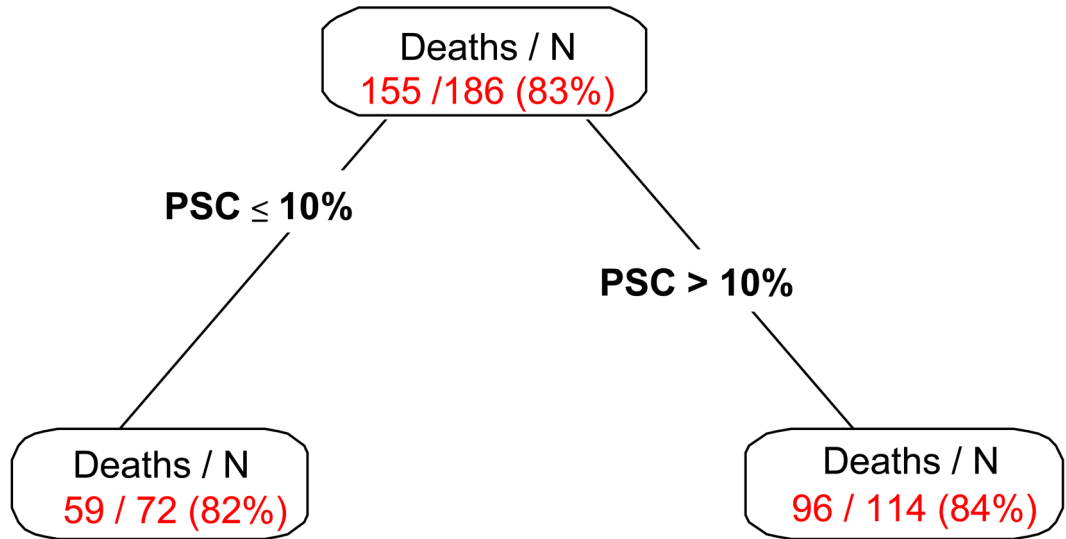 Deaths / N
155 /186 (83%)
PSC ≤ 10%
PSC > 10%
Deaths / N
59 / 72 (82%)
Deaths / N
96 / 114 (84%)